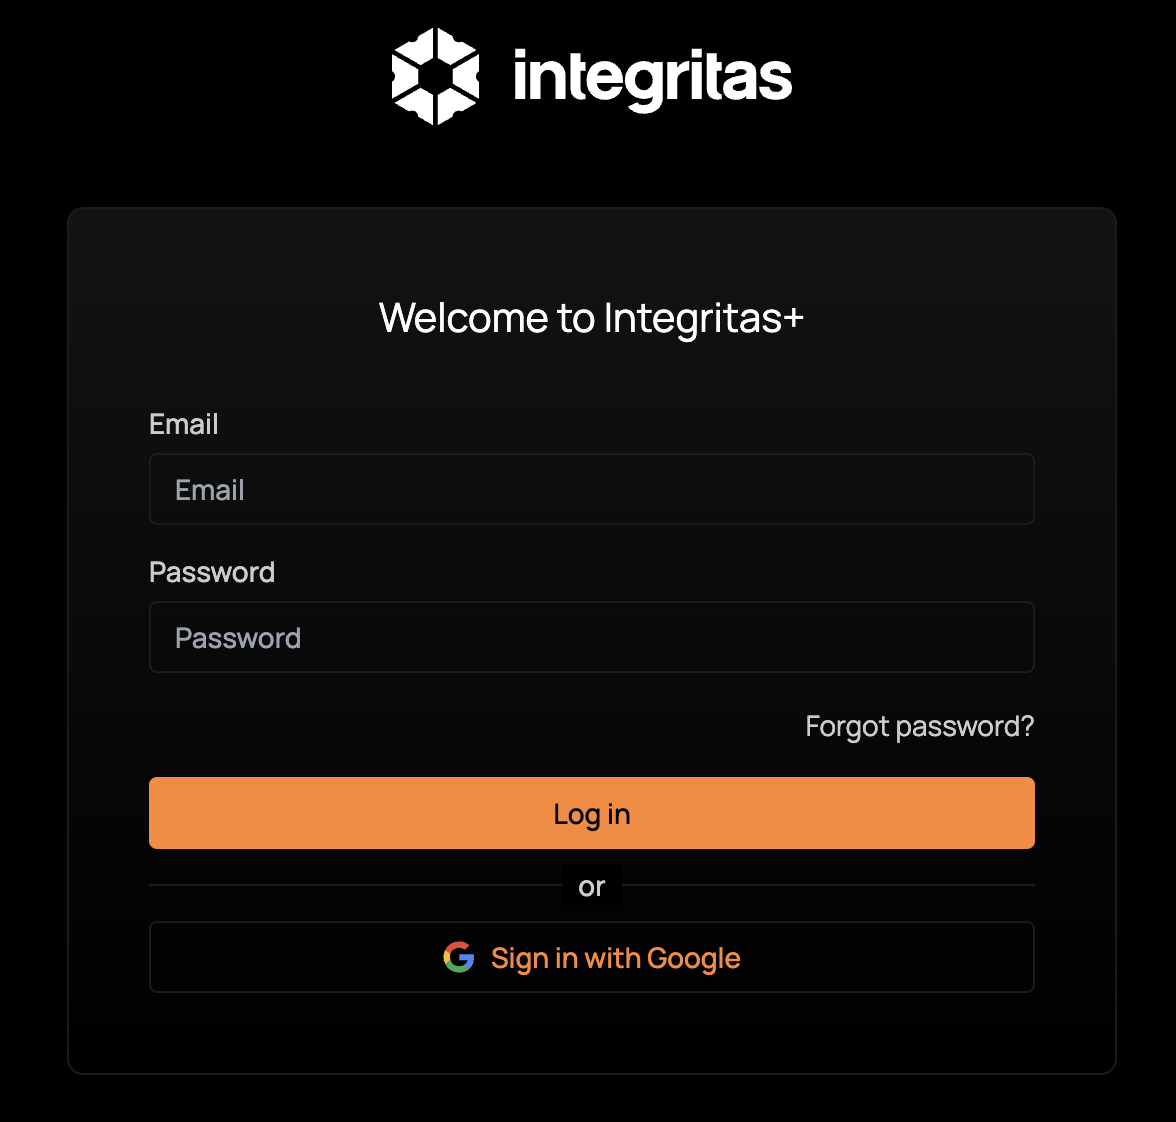 integritas
Welcome to Integritas+
Email
Email
Password
Password
Forgot password?
Log in
or
Sign in with Google